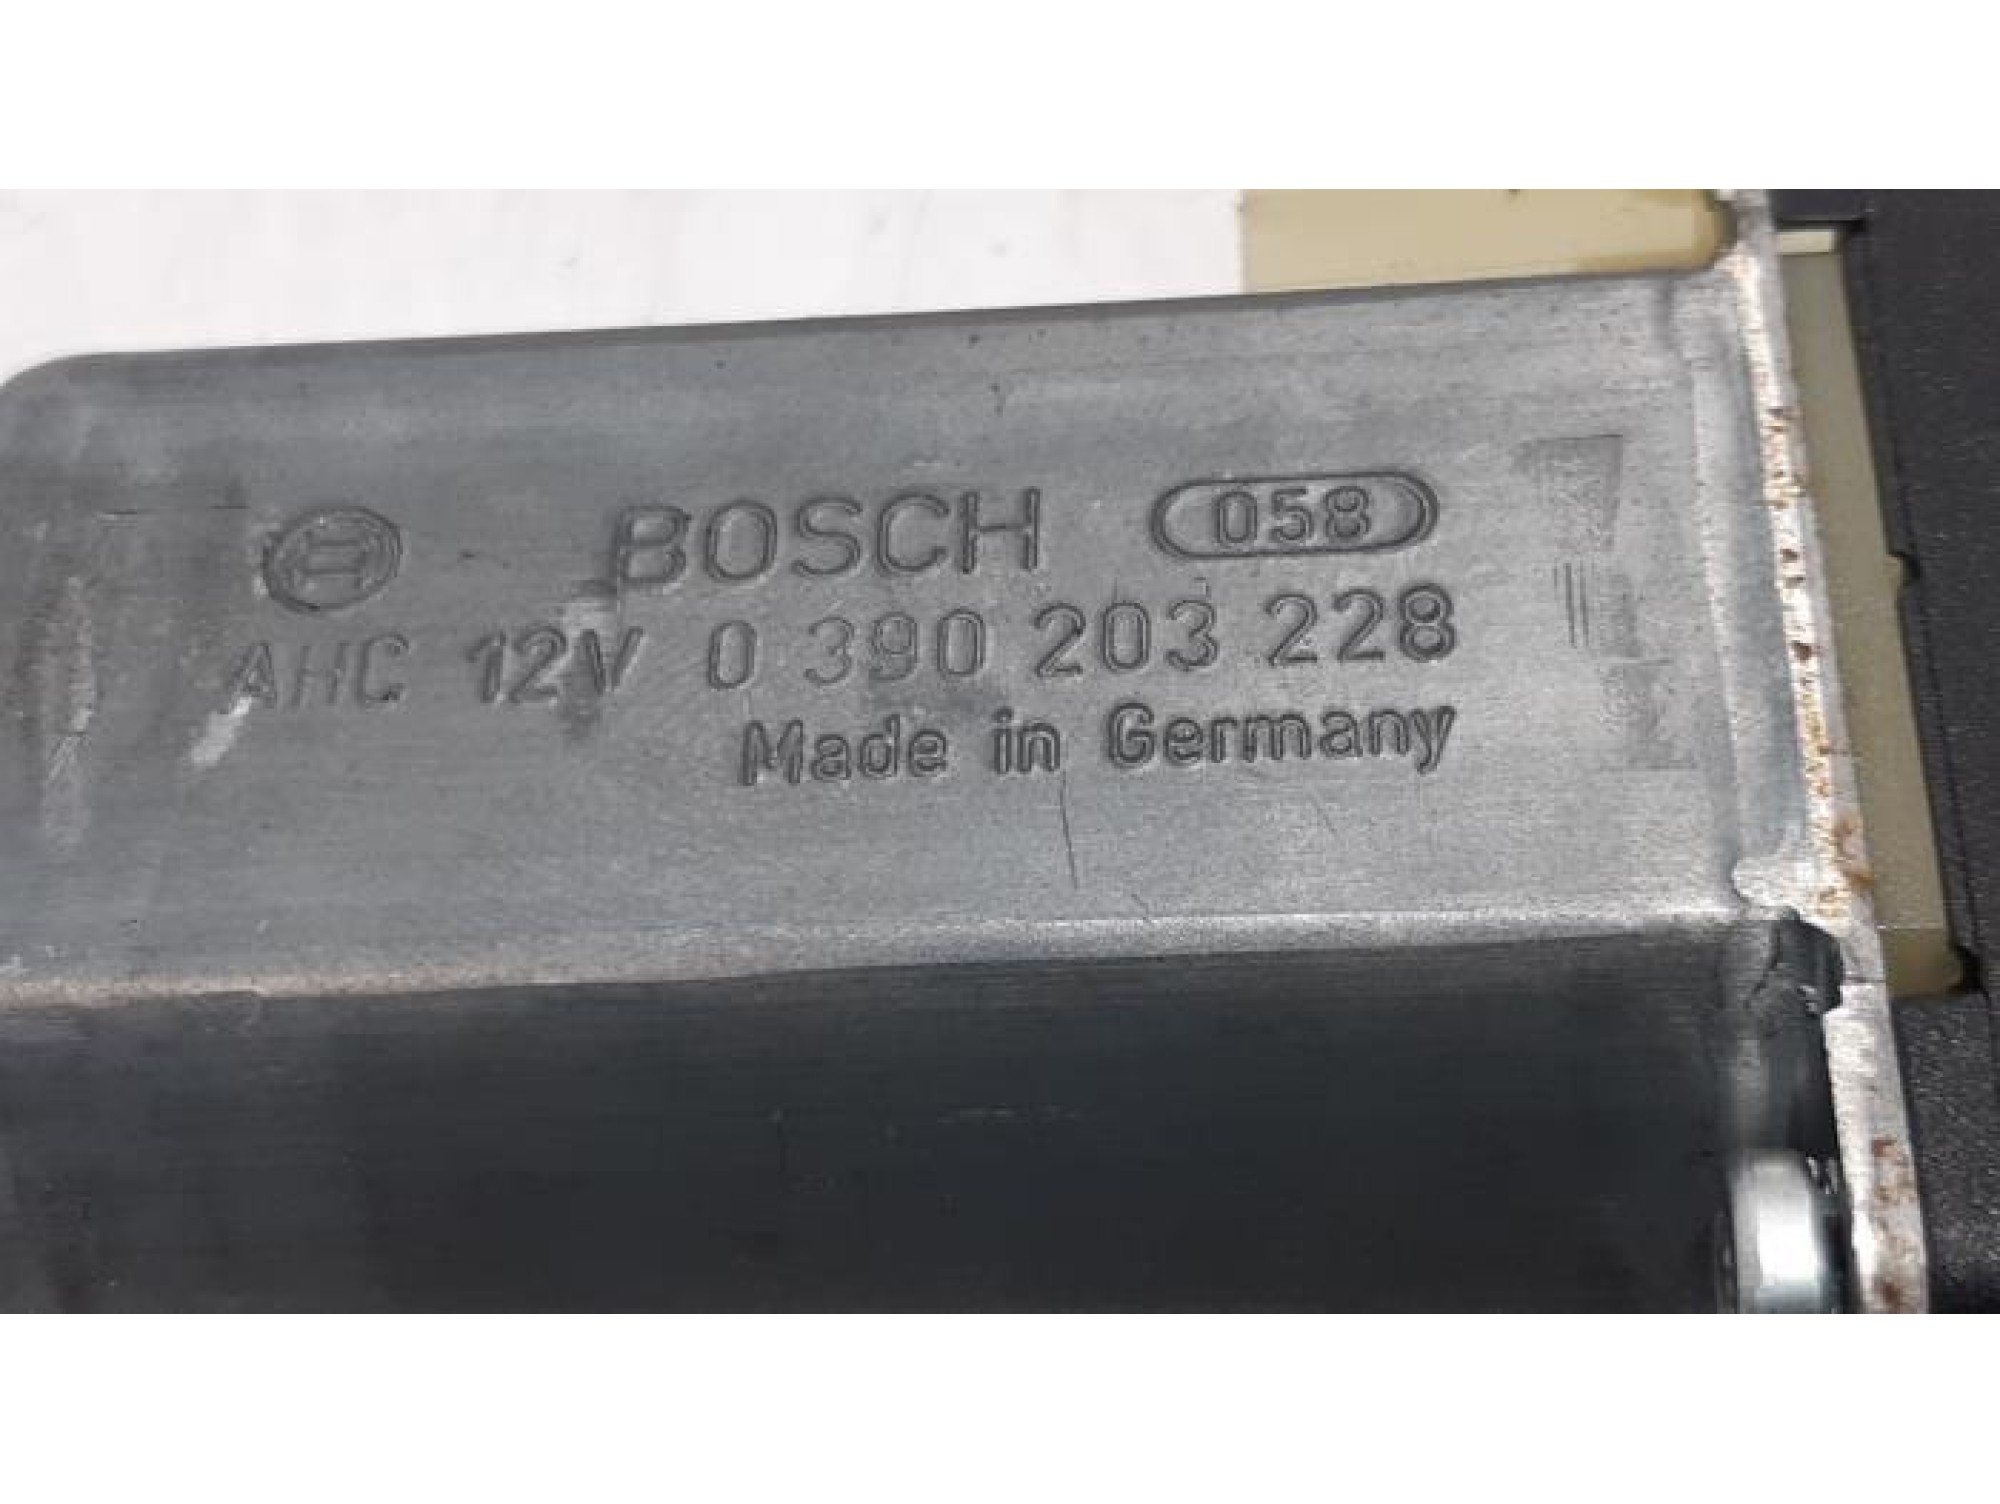 BOSCH 058
AHC 12V 0 390 203 228
Made in Germany